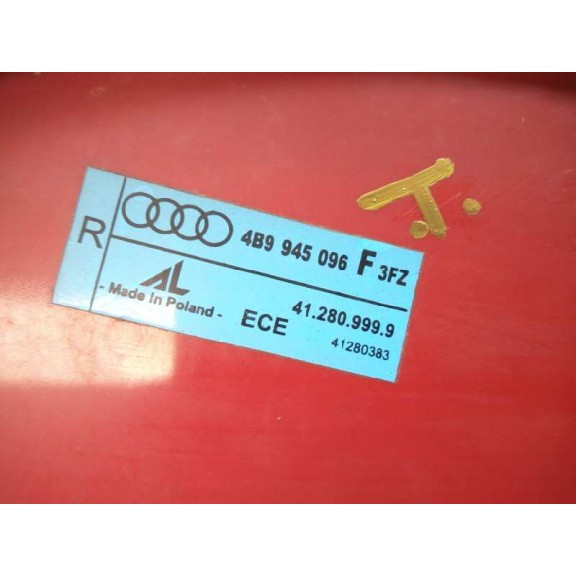 R
4B9 945 096 F 3FZ
AL
- Made in Poland -
ECE
41.280.999.9
41280383
.T.